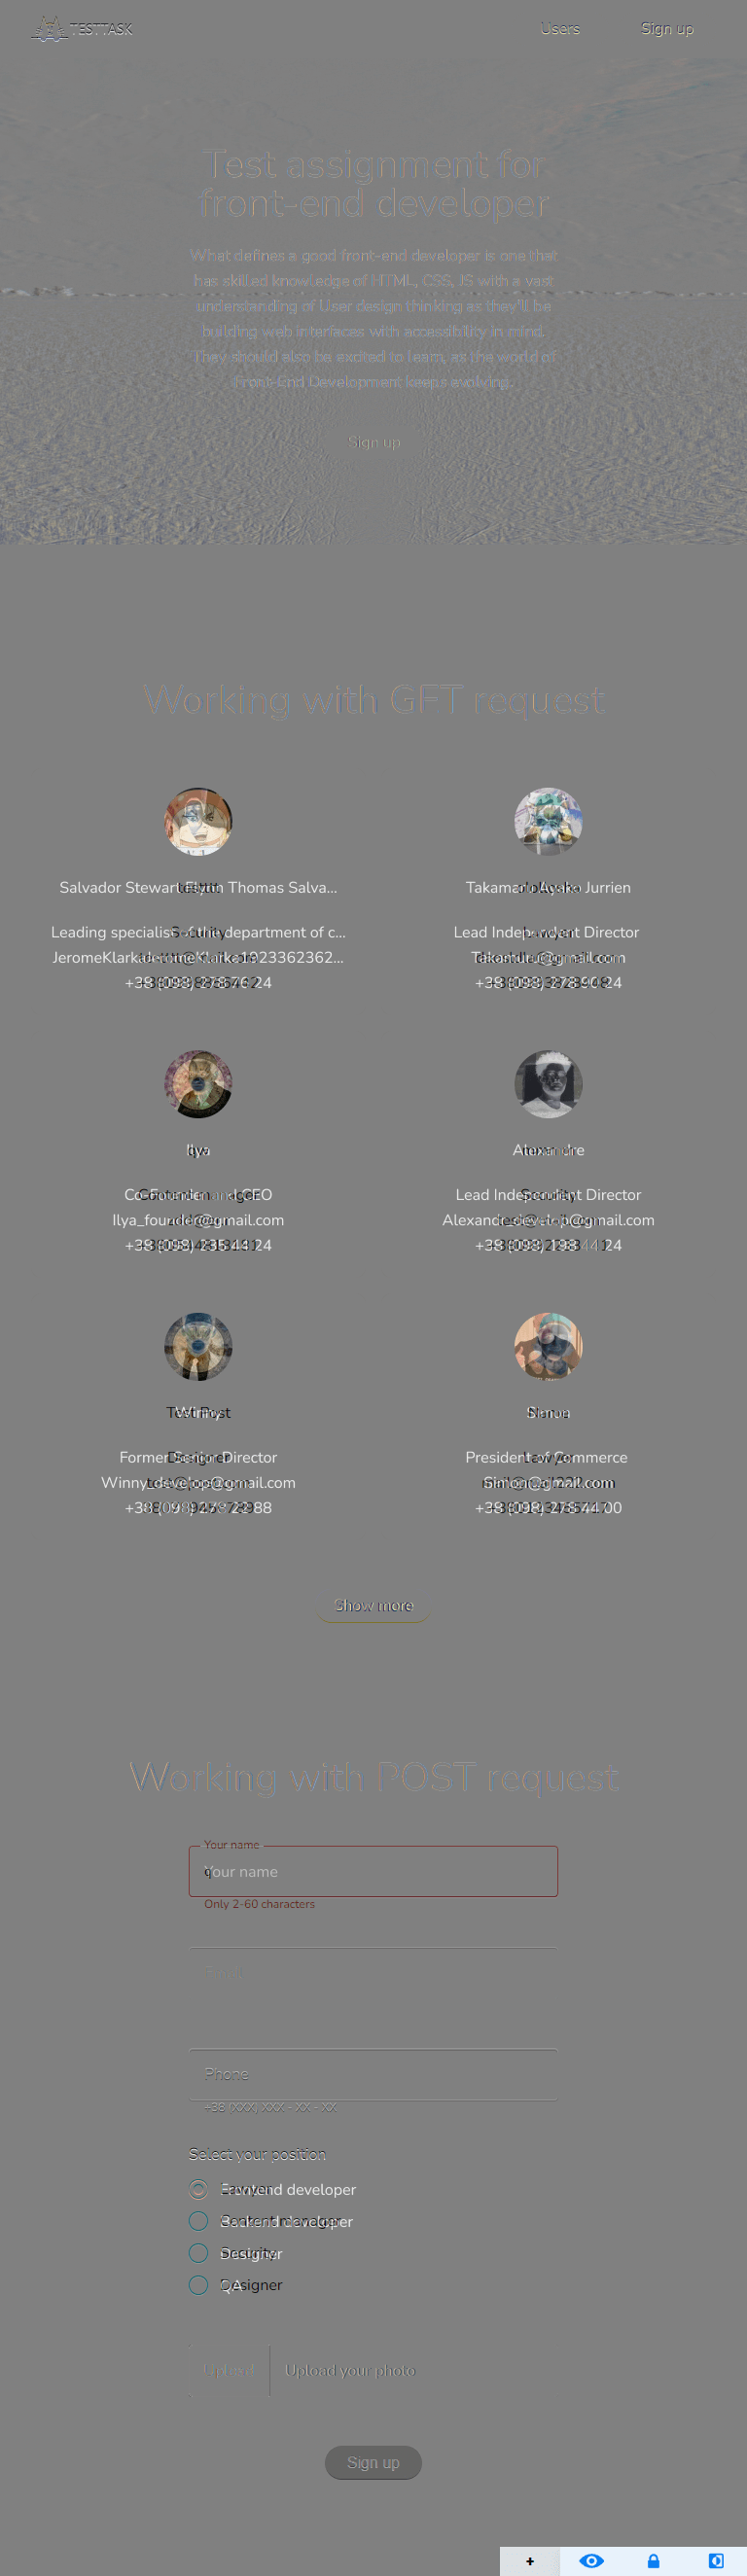 TESTTASK
Users
Sign up
Test assignment for
front-end developer
What defines a good front-end developer is one that
has skilled knowledge of HTML, CSS, JS with a vast
understanding of User design thinking as they'll be
building web interfaces with accessibility in mind.
They should also be excited to learn, as the world of
Front-End Development keeps evolving.
Sign up
Working with GET request
Salvador Stewart Flynn Thomas Salva...
Leading specialist of the department of c...
+38 (098) 278 76 24
Takamaru Ayako Jurrien
Lead Independent Director
Takamuru@gmail.com
+38 (098) 278 90 24
Ilya
Co-Founder and CEO
Ilya_founder@gmail.com
+38 (098) 235 44 24
Alexandre
Lead Independent Director
Alexandr_develop@gmail.com
+38 (098) 198 44 24
Winny
Former Senior Director
Winny_develop@gmail.com
+38 (098) 278 22 88
Simon
President of Commerce
Simon@gmail.com
+38 (098) 278 44 00
Show more
Working with POST request
Your name
Your name
Only 2-60 characters
Email
Phone
+38 (XXX) XXX - XX - XX
Select your position
Frontend developer
Backend developer
Designer
QA
Designer
Upload
Upload your photo
Sign up
+